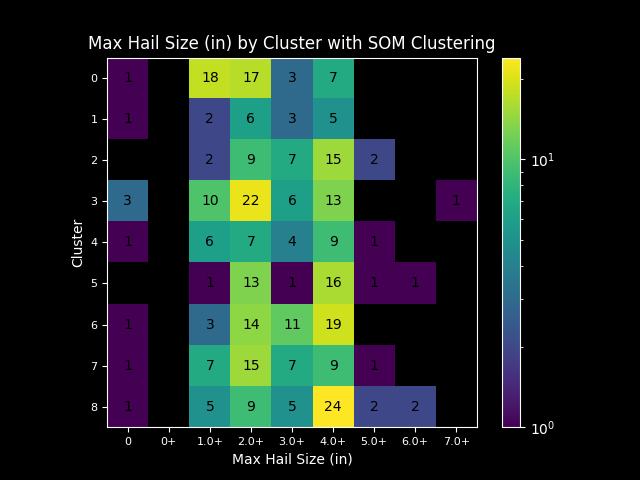 Max Hail Size (in) by Cluster with SOM Clustering
0 1 18 17 3 7
1 1 2 6 3 5
2 2 9 7 15 2
3 3 10 22 6 13 1
4 1 6 7 4 9 1
5 1 13 1 16 1 1
6 1 3 14 11 19
7 1 7 15 7 9 1
8 1 5 9 5 24 2 2
0 0+ 1.0+ 2.0+ 3.0+ 4.0+ 5.0+ 6.0+ 7.0+
Max Hail Size (in)
Cluster
10¹
10⁰